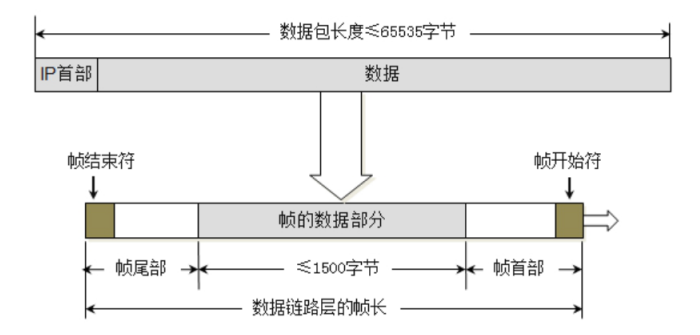 数据包长度≤65535字节
IP首部 数据
帧结束符 帧开始符
帧的数据部分
帧尾部 ≤1500字节 帧首部
数据链路层的帧长